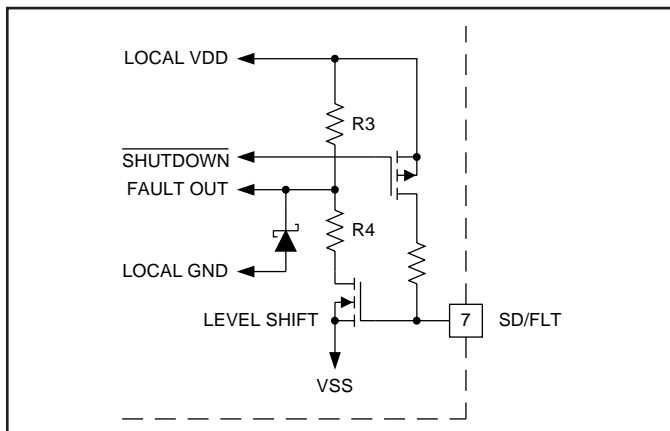 LOCAL VDD
R3
SHUTDOWN
FAULT OUT
R4
LOCAL GND
LEVEL SHIFT
7 SD/FLT
VSS